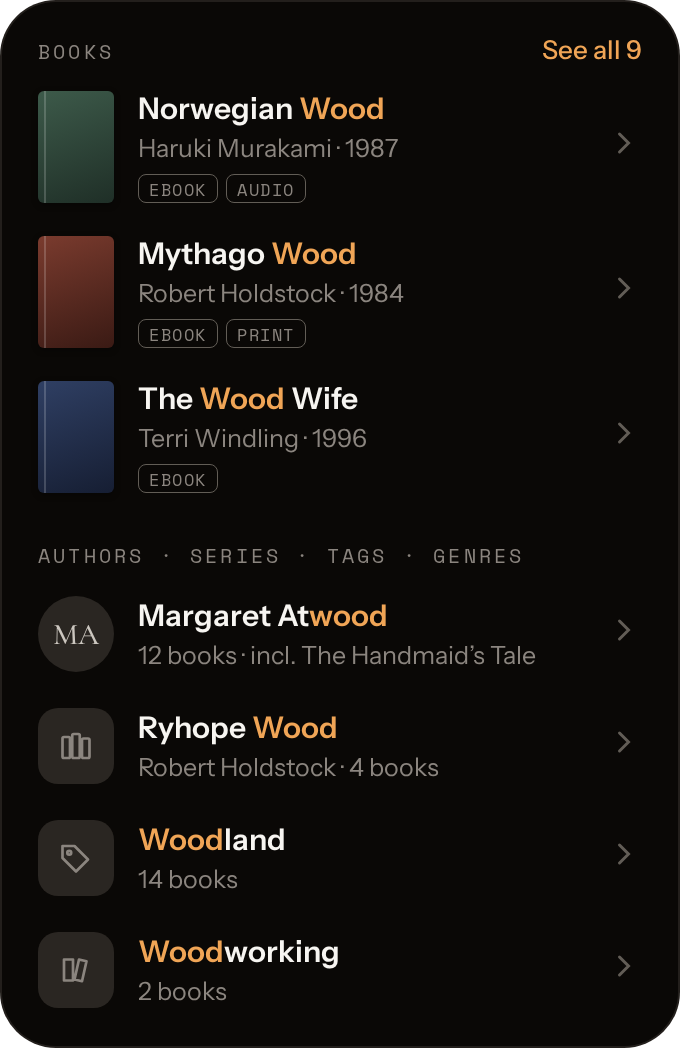 BOOKS
See all 9
Norwegian Wood
Haruki Murakami · 1987
EBOOK AUDIO
Mythago Wood
Robert Holdstock · 1984
EBOOK PRINT
The Wood Wife
Terri Windling · 1996
EBOOK
AUTHORS · SERIES · TAGS · GENRES
MA
Margaret Atwood
12 books · incl. The Handmaid’s Tale
Ryhope Wood
Robert Holdstock · 4 books
Woodland
14 books
Woodworking
2 books